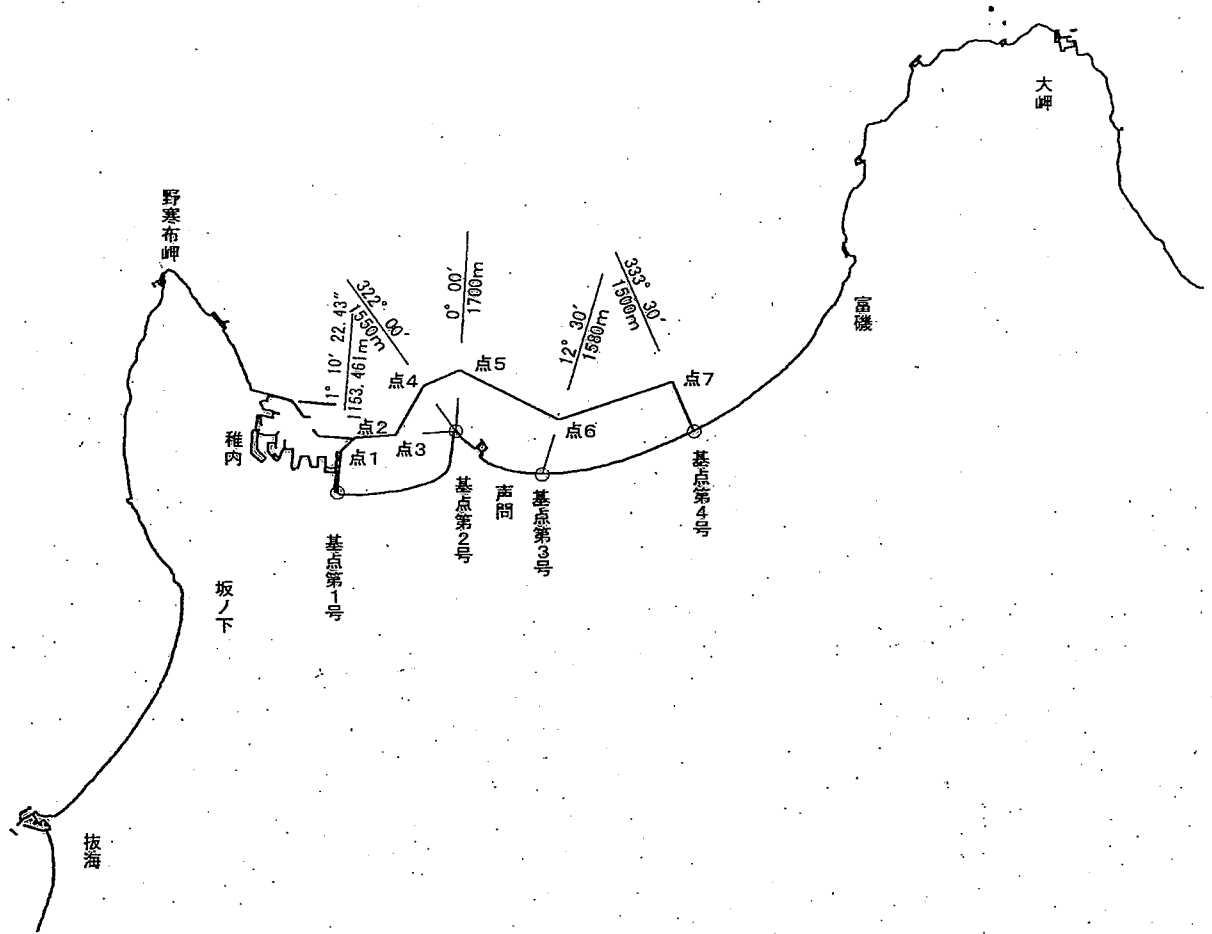 大岬
野寒布岬
富磯
稚内
声問
坂ノ下
抜海
1° 10′ 22.43″
1153.461m
322° 00′
1550m
0° 00′
1700m
12° 30′
1580m
333° 30′
1500m
点1
点2
点3
点4
点5
点6
点7
基点第1号
基点第2号
基点第3号
基点第4号